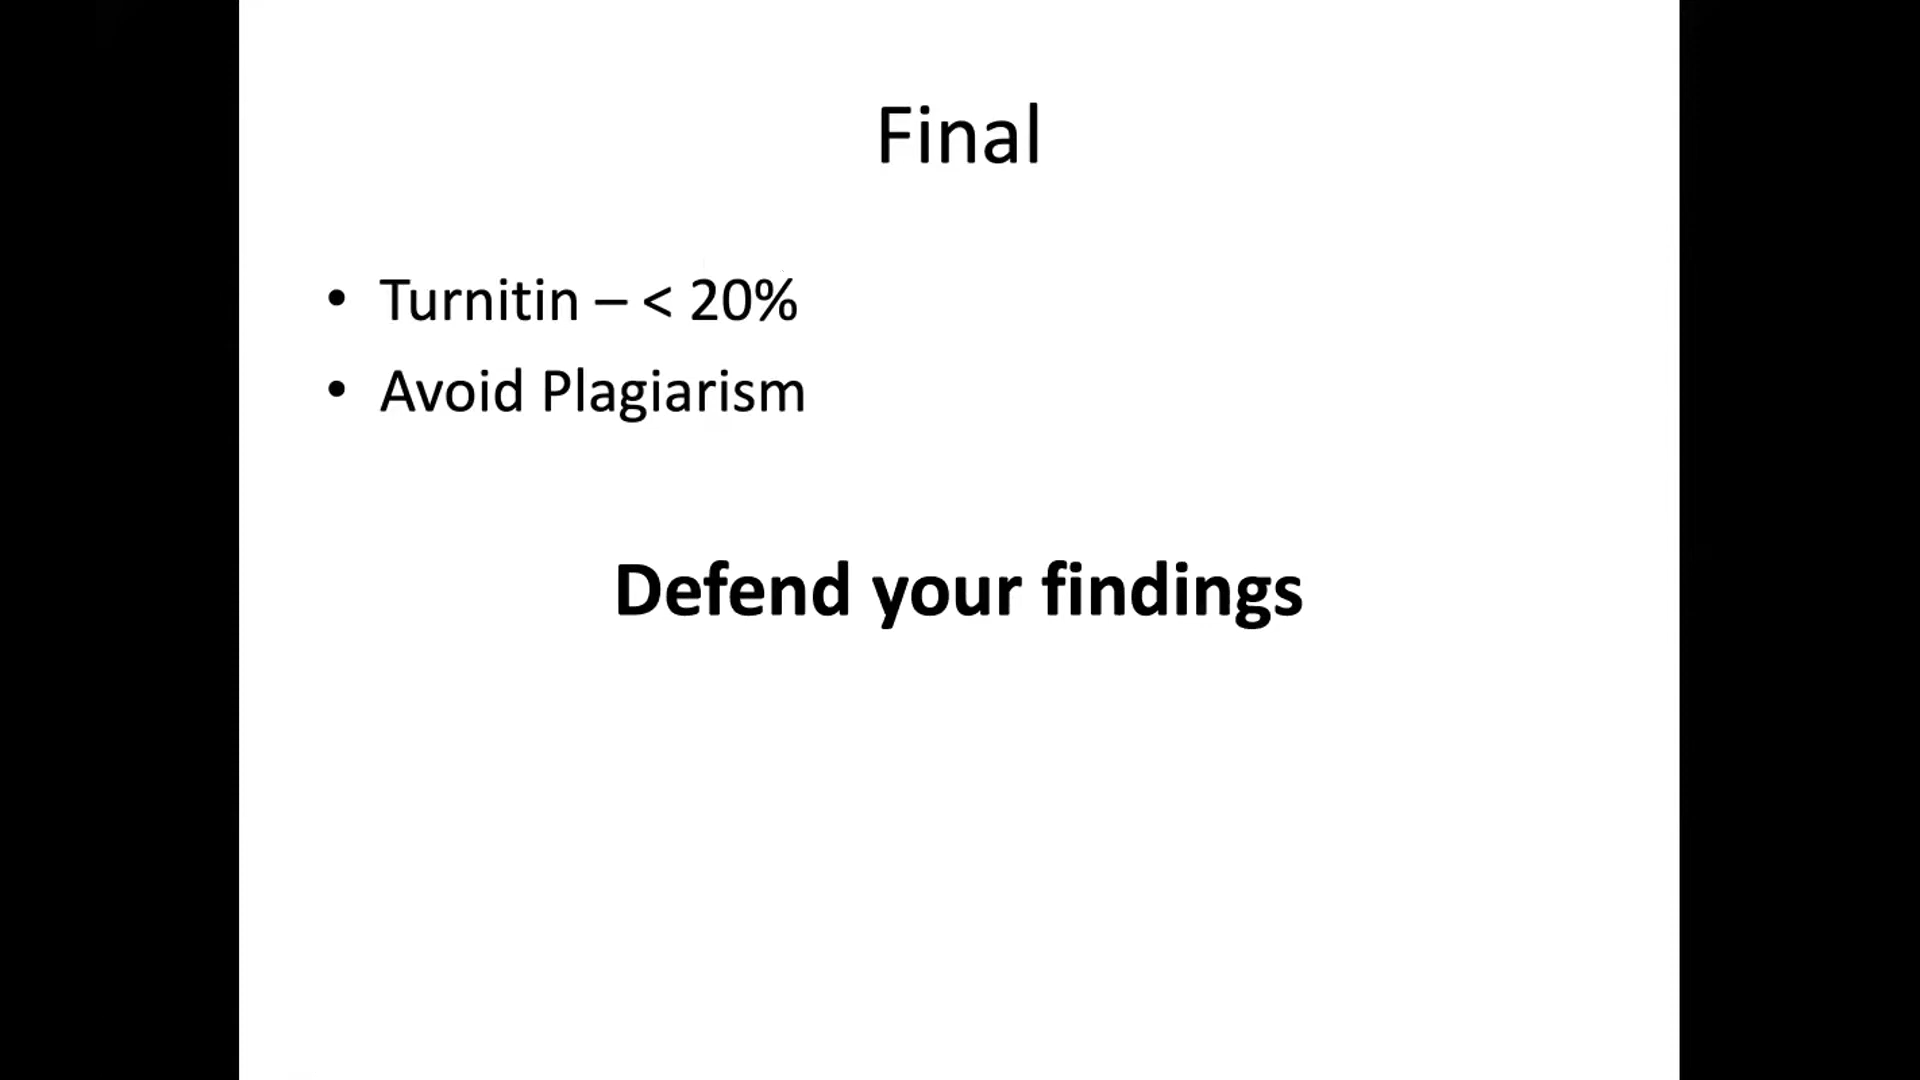 Final
• Turnitin – < 20%
• Avoid Plagiarism
Defend your findings